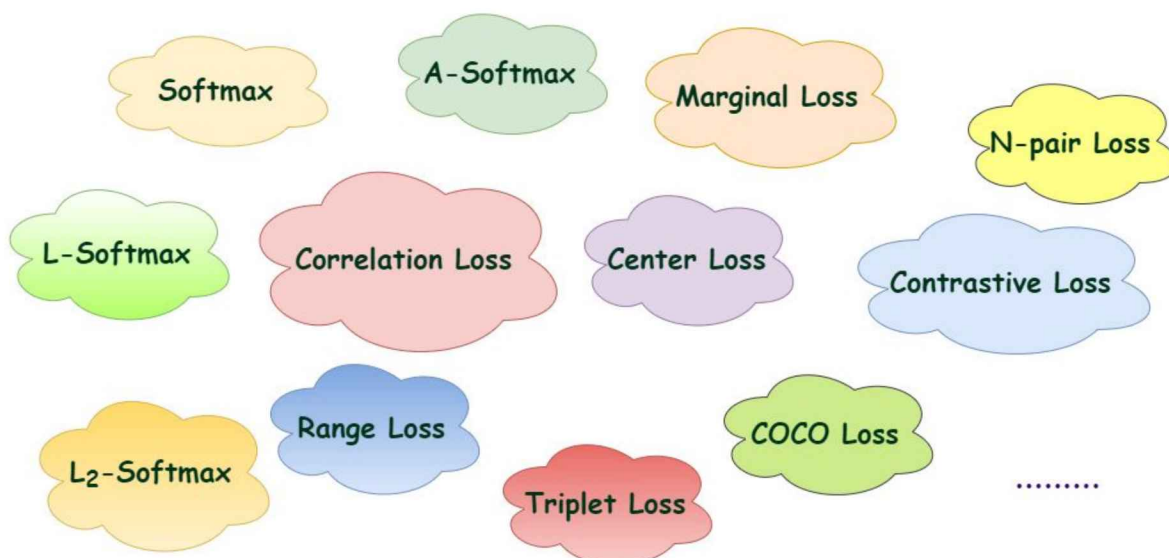 Softmax
A-Softmax
Marginal Loss
N-pair Loss
L-Softmax
Correlation Loss
Center Loss
Contrastive Loss
L₂-Softmax
Range Loss
Triplet Loss
COCO Loss
.........